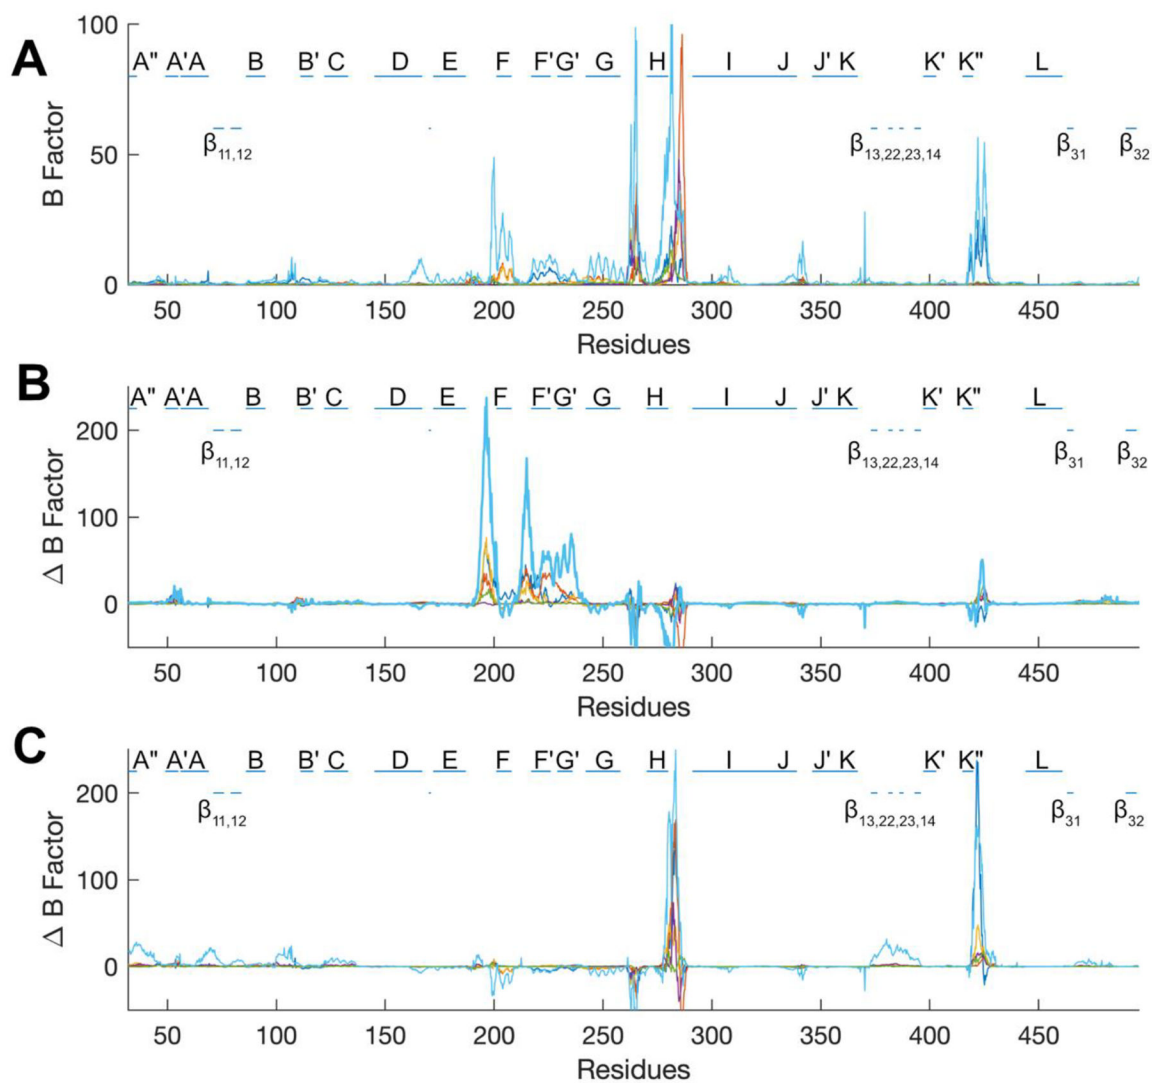 A
100
50
0
B Factor
A" A'A B B' C D E F F'G' G H I J J' K K' K" L
β11,12 β13,22,23,14 β31 β32
50 100 150 200 250 300 350 400 450
Residues
B
200
100
0
Δ B Factor
A" A'A B B' C D E F F'G' G H I J J' K K' K" L
β11,12 β13,22,23,14 β31 β32
50 100 150 200 250 300 350 400 450
Residues
C
200
100
0
Δ B Factor
A" A'A B B' C D E F F'G' G H I J J' K K' K" L
β11,12 β13,22,23,14 β31 β32
50 100 150 200 250 300 350 400 450
Residues